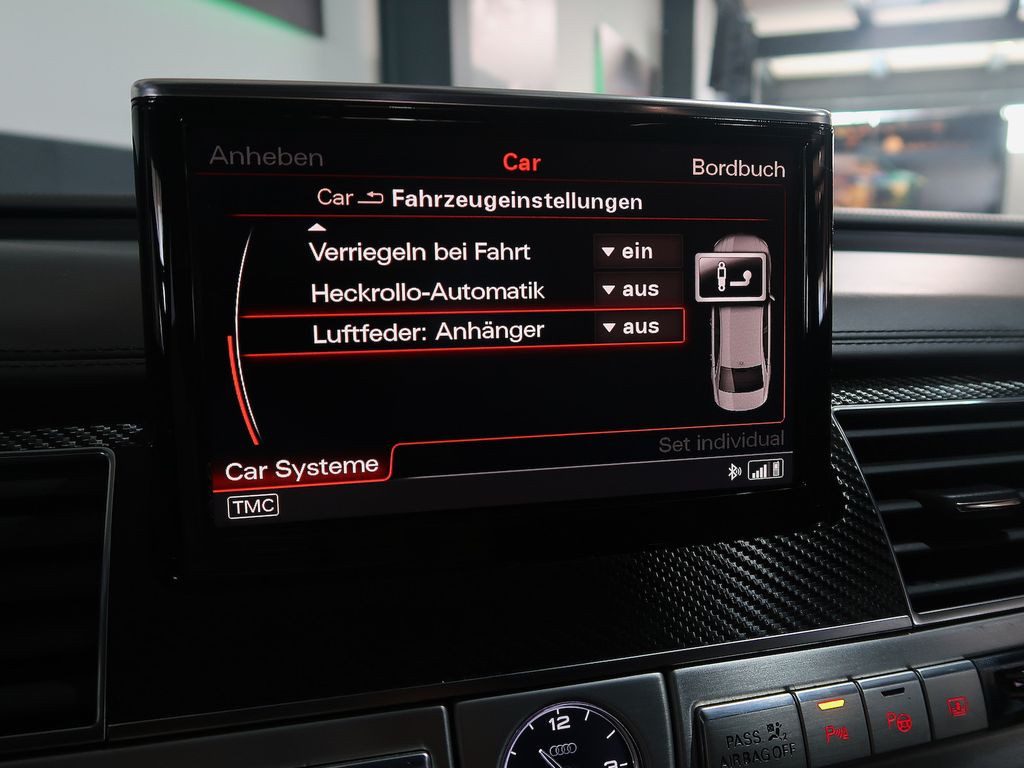 Anheben Car Bordbuch
Car Fahrzeugeinstellungen
Verriegeln bei Fahrt ein
Heckrollo-Automatik aus
Luftfeder: Anhänger aus
Set individual
Car Systeme
TMC
12
3
PASS.
AIRBAG OFF
P
P